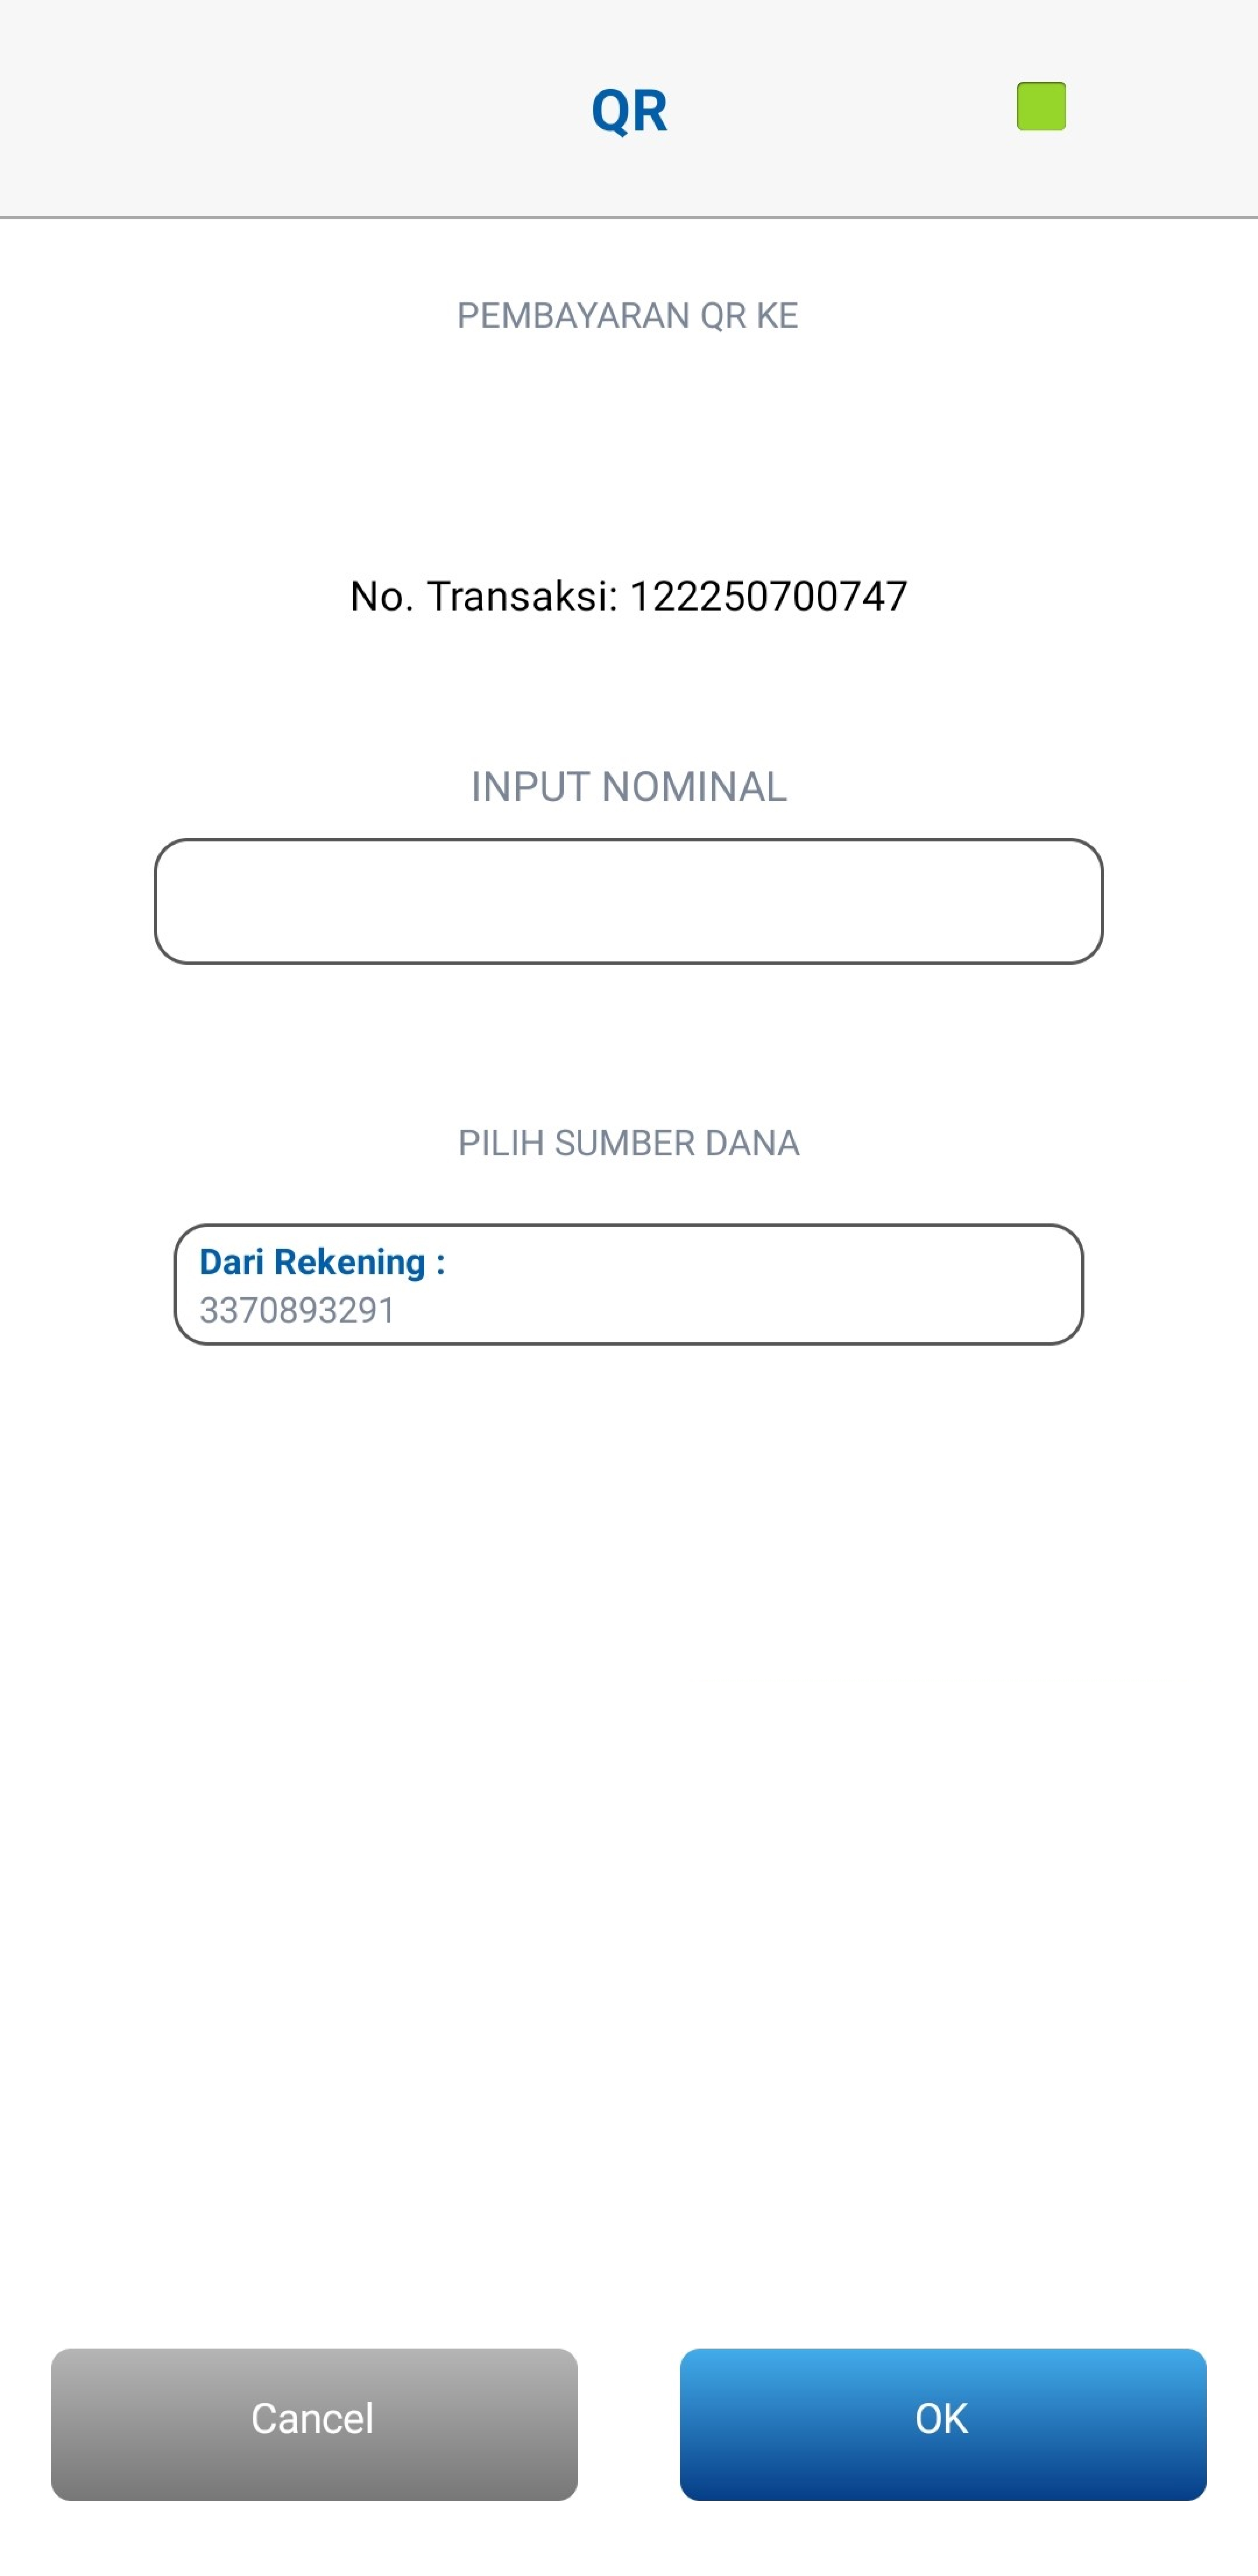 QR
PEMBAYARAN QR KE
No. Transaksi: 122250700747
INPUT NOMINAL
PILIH SUMBER DANA
Dari Rekening :
3370893291
Cancel
OK